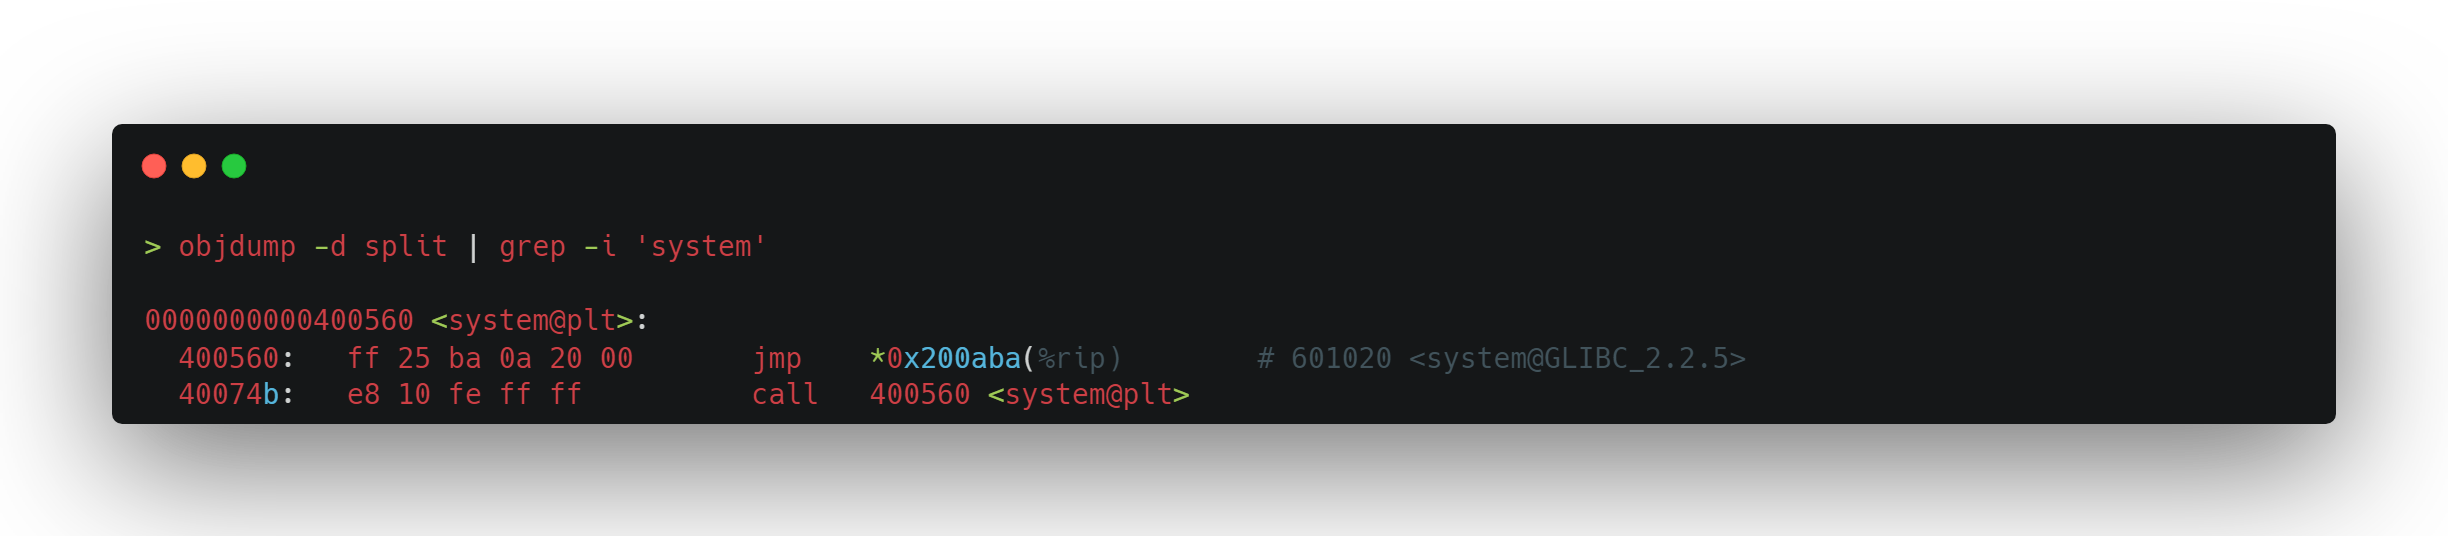 > objdump -d split | grep -i 'system'
0000000000400560 <system@plt>:
400560:   ff 25 ba 0a 20 00       jmp    *0x200aba(%rip)        # 601020 <system@GLIBC_2.2.5>
40074b:   e8 10 fe ff ff          call   400560 <system@plt>